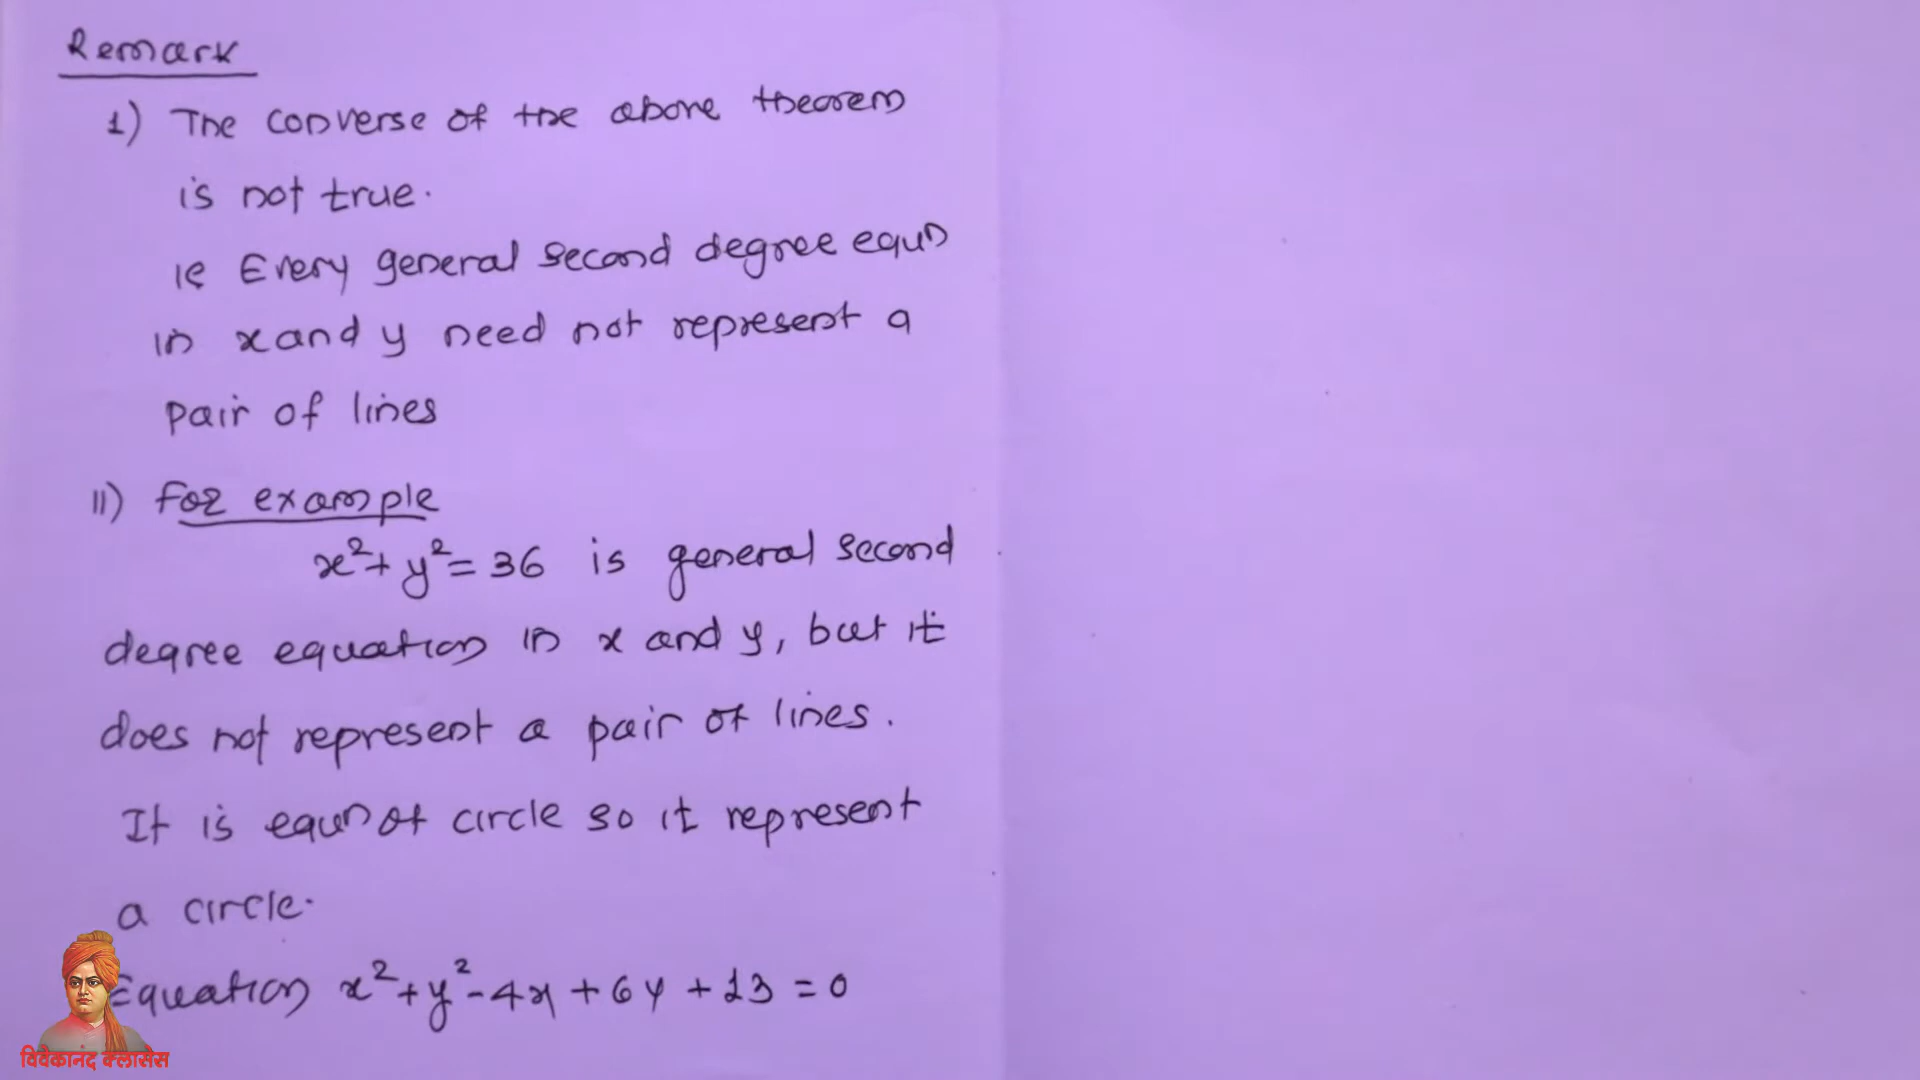 Remark
1) The converse of the above theorem
is not true.
ie Every general second degree equn
in x and y need not represent a
pair of lines
II) For example
x²+ y² = 36 is general second
degree equation in x and y, but it
does not represent a pair of lines.
It is equn of circle so it represent
a circle.
Equation x²+y²-4x+6y+13=0
विवेकानंद क्लासेस